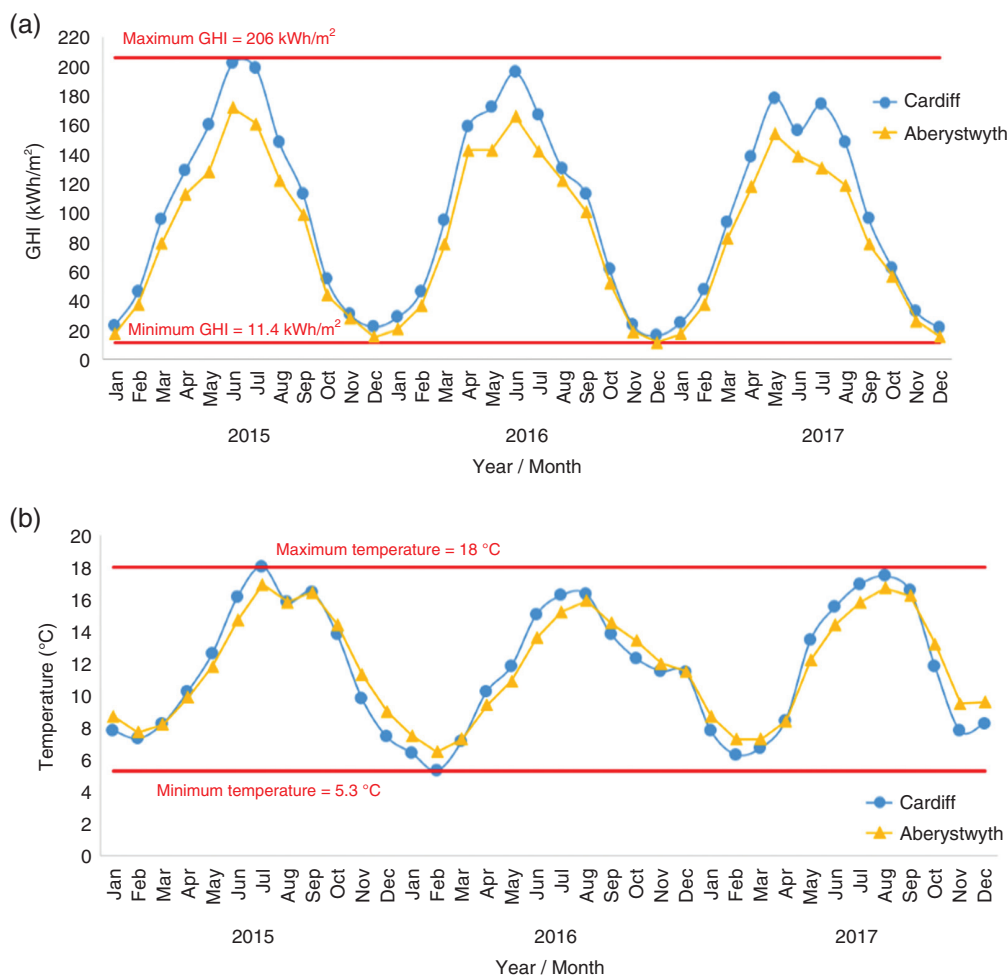 (a)
220
200
180
160
140
120
100
80
60
40
20
0
GHI (kWh/m²)
Maximum GHI = 206 kWh/m²
Minimum GHI = 11.4 kWh/m²
Cardiff
Aberystwyth
Jan Feb Mar Apr May Jun Jul Aug Sep Oct Nov Dec Jan Feb Mar Apr May Jun Jul Aug Sep Oct Nov Dec Jan Feb Mar Apr May Jun Jul Aug Sep Oct Nov Dec
2015 2016 2017
Year / Month
(b)
20
18
16
14
12
10
8
6
4
2
0
Temperature (°C)
Maximum temperature = 18 °C
Minimum temperature = 5.3 °C
Cardiff
Aberystwyth
Jan Feb Mar Apr May Jun Jul Aug Sep Oct Nov Dec Jan Feb Mar Apr May Jun Jul Aug Sep Oct Nov Dec Jan Feb Mar Apr May Jun Jul Aug Sep Oct Nov Dec
2015 2016 2017
Year / Month